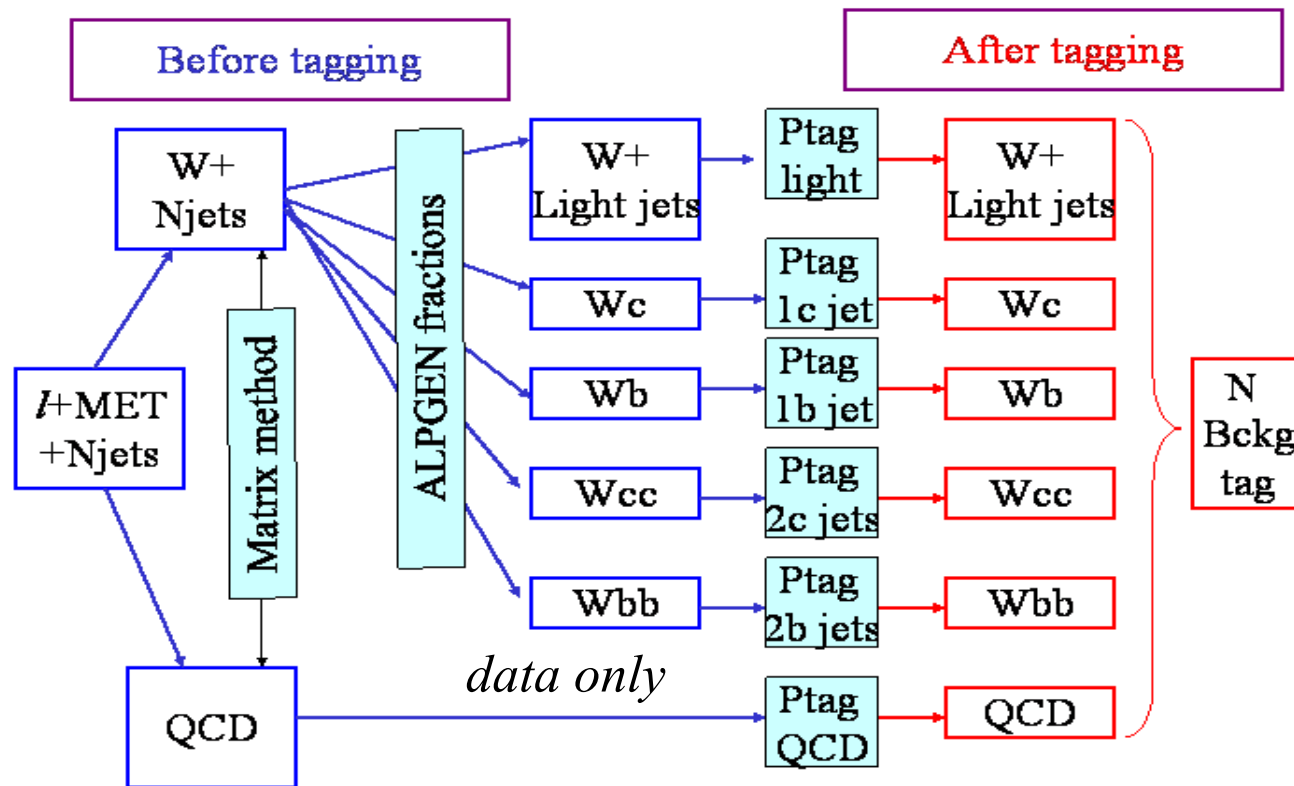 Before tagging
After tagging
W+
Njets
ALPGEN fractions
W+
Light jets
Ptag
light
W+
Light jets
Wc
Ptag
1c jet
Wc
l+MET
+Njets
Matrix method
Wb
Ptag
1b jet
Wb
N
Bckg
tag
Wcc
Ptag
2c jets
Wcc
Wbb
Ptag
2b jets
Wbb
QCD
data only
Ptag
QCD
QCD